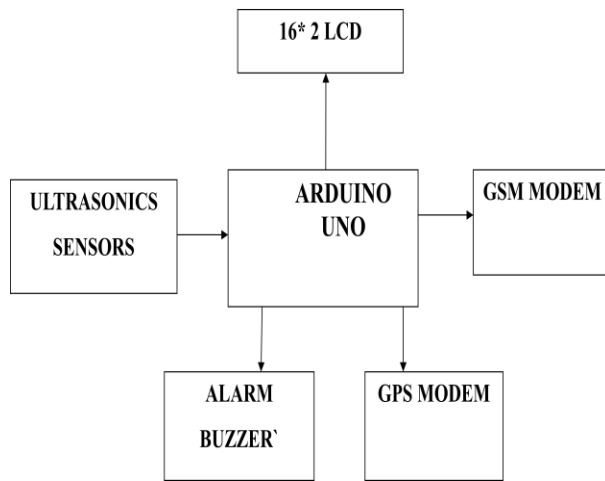 16* 2 LCD
ULTRASONICS
SENSORS
ARDUINO
UNO
GSM MODEM
ALARM
BUZZER`
GPS MODEM